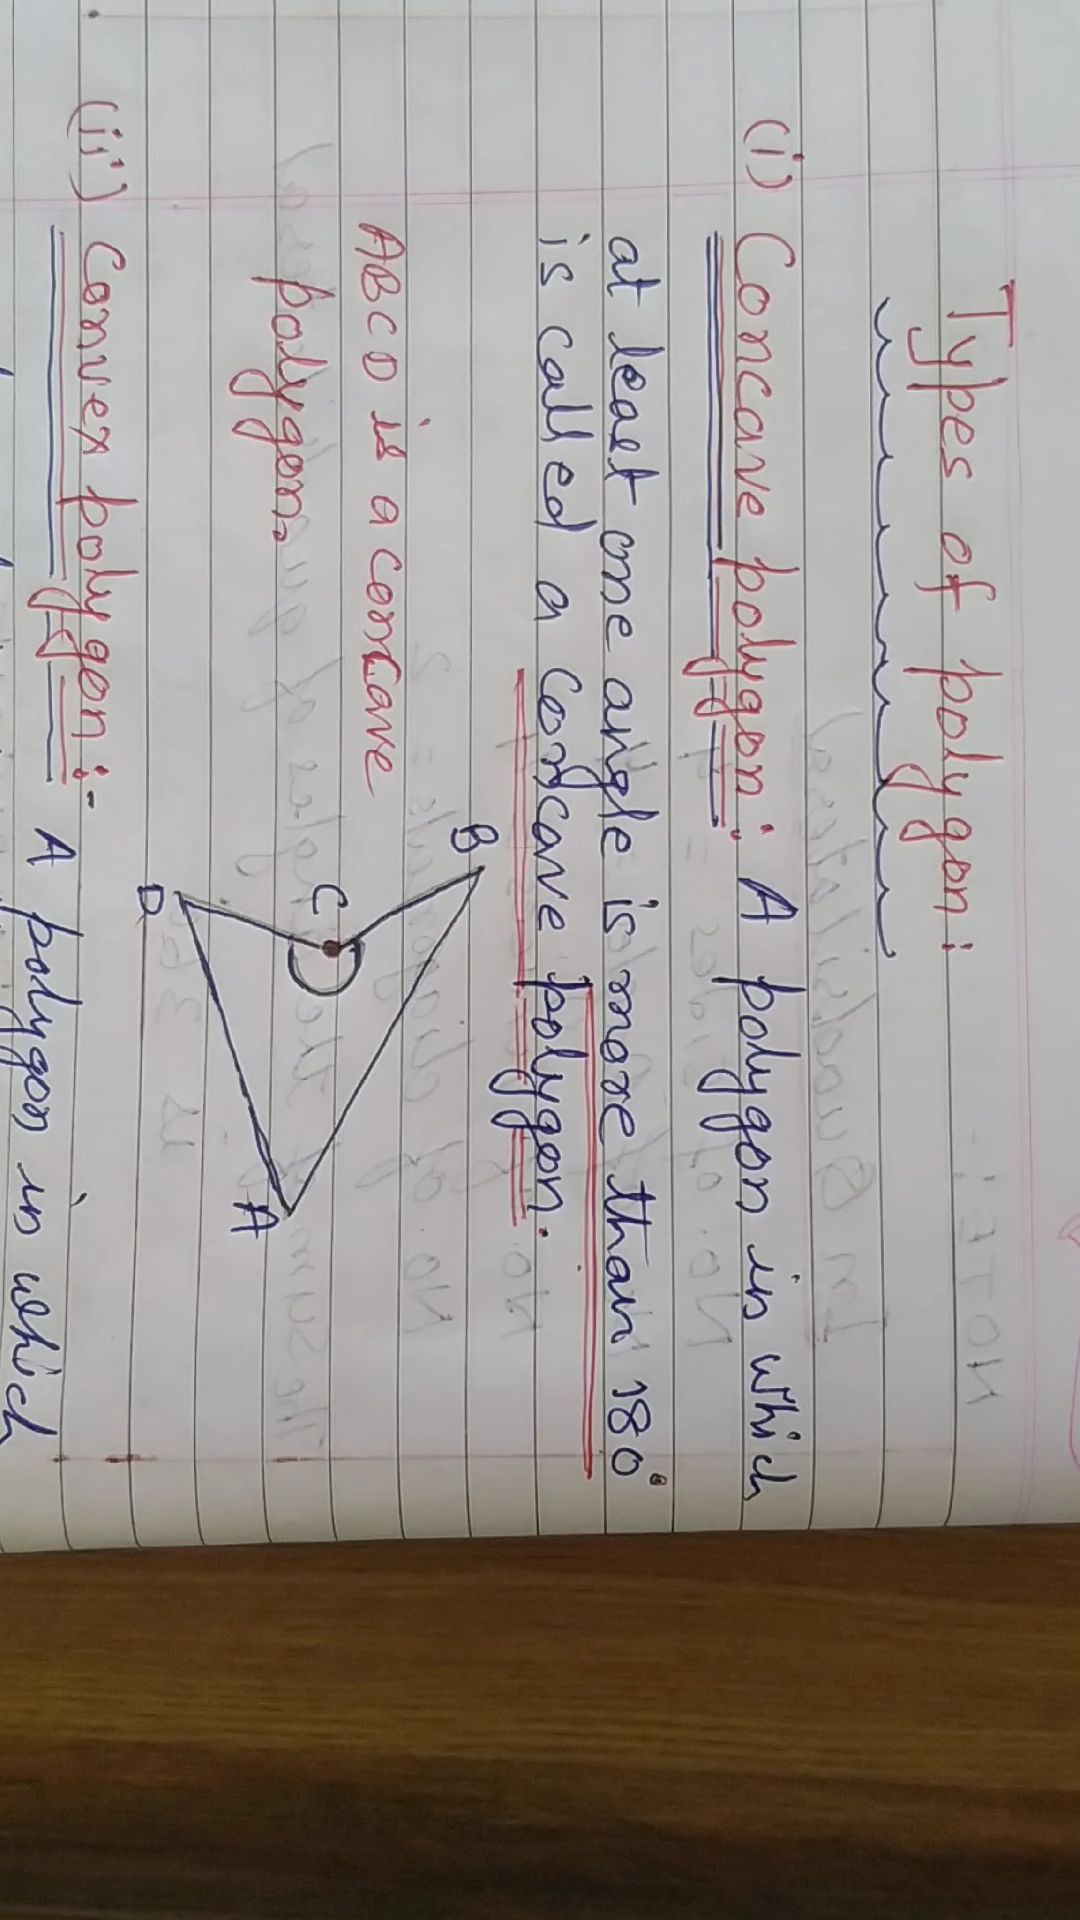 Types of polygon:
(i) Concave polygon: A polygon in which
at least one angle is more than 180°
is called a concave polygon.
B
ABCD is a concave
polygon.
C
D
A
(ii) Convex polygon:- A polygon in which